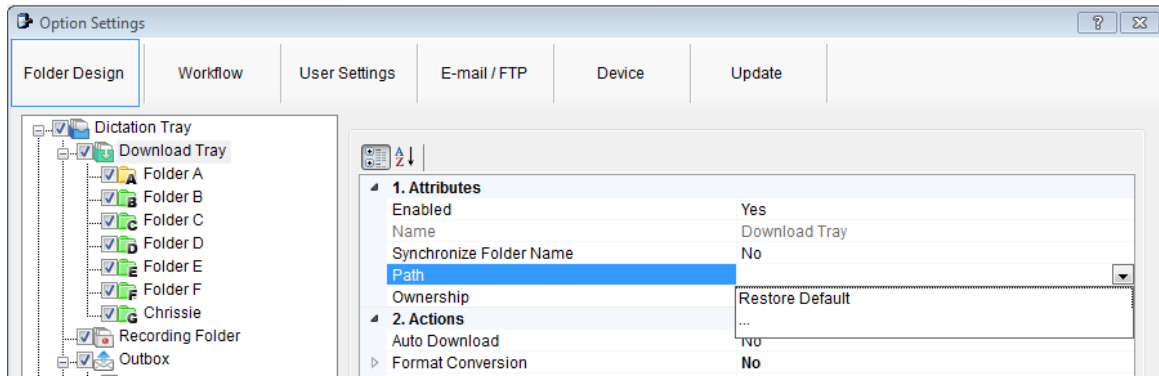 Option Settings
Folder Design Workflow User Settings E-mail / FTP Device Update
Dictation Tray
Download Tray
A Folder A
B Folder B
C Folder C
D Folder D
E Folder E
F Folder F
G Chrissie
Recording Folder
Outbox
A Z
1. Attributes
Enabled Yes
Name Download Tray
Synchronize Folder Name No
Path
Ownership
Restore Default
...
2. Actions
Auto Download No
Format Conversion No